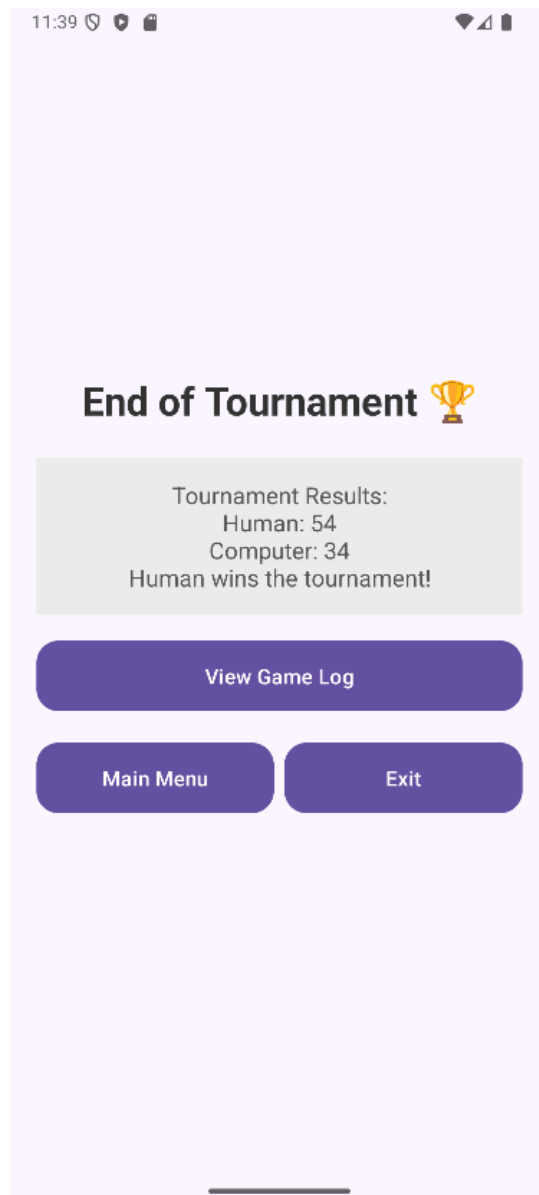 11:39
End of Tournament 🏆
Tournament Results:
Human: 54
Computer: 34
Human wins the tournament!
View Game Log
Main Menu
Exit